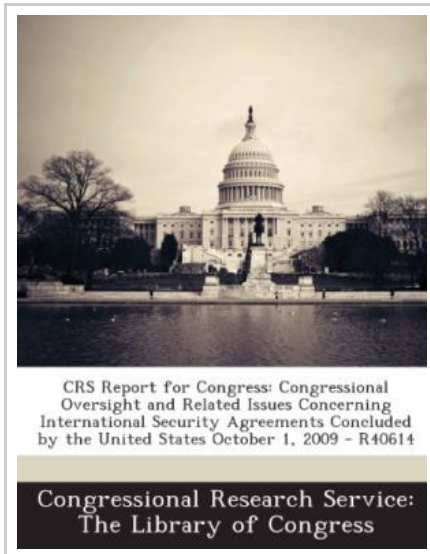 CRS Report for Congress: Congressional
Oversight and Related Issues Concerning
International Security Agreements Concluded
by the United States October 1, 2009 - R40614
Congressional Research Service:
The Library of Congress